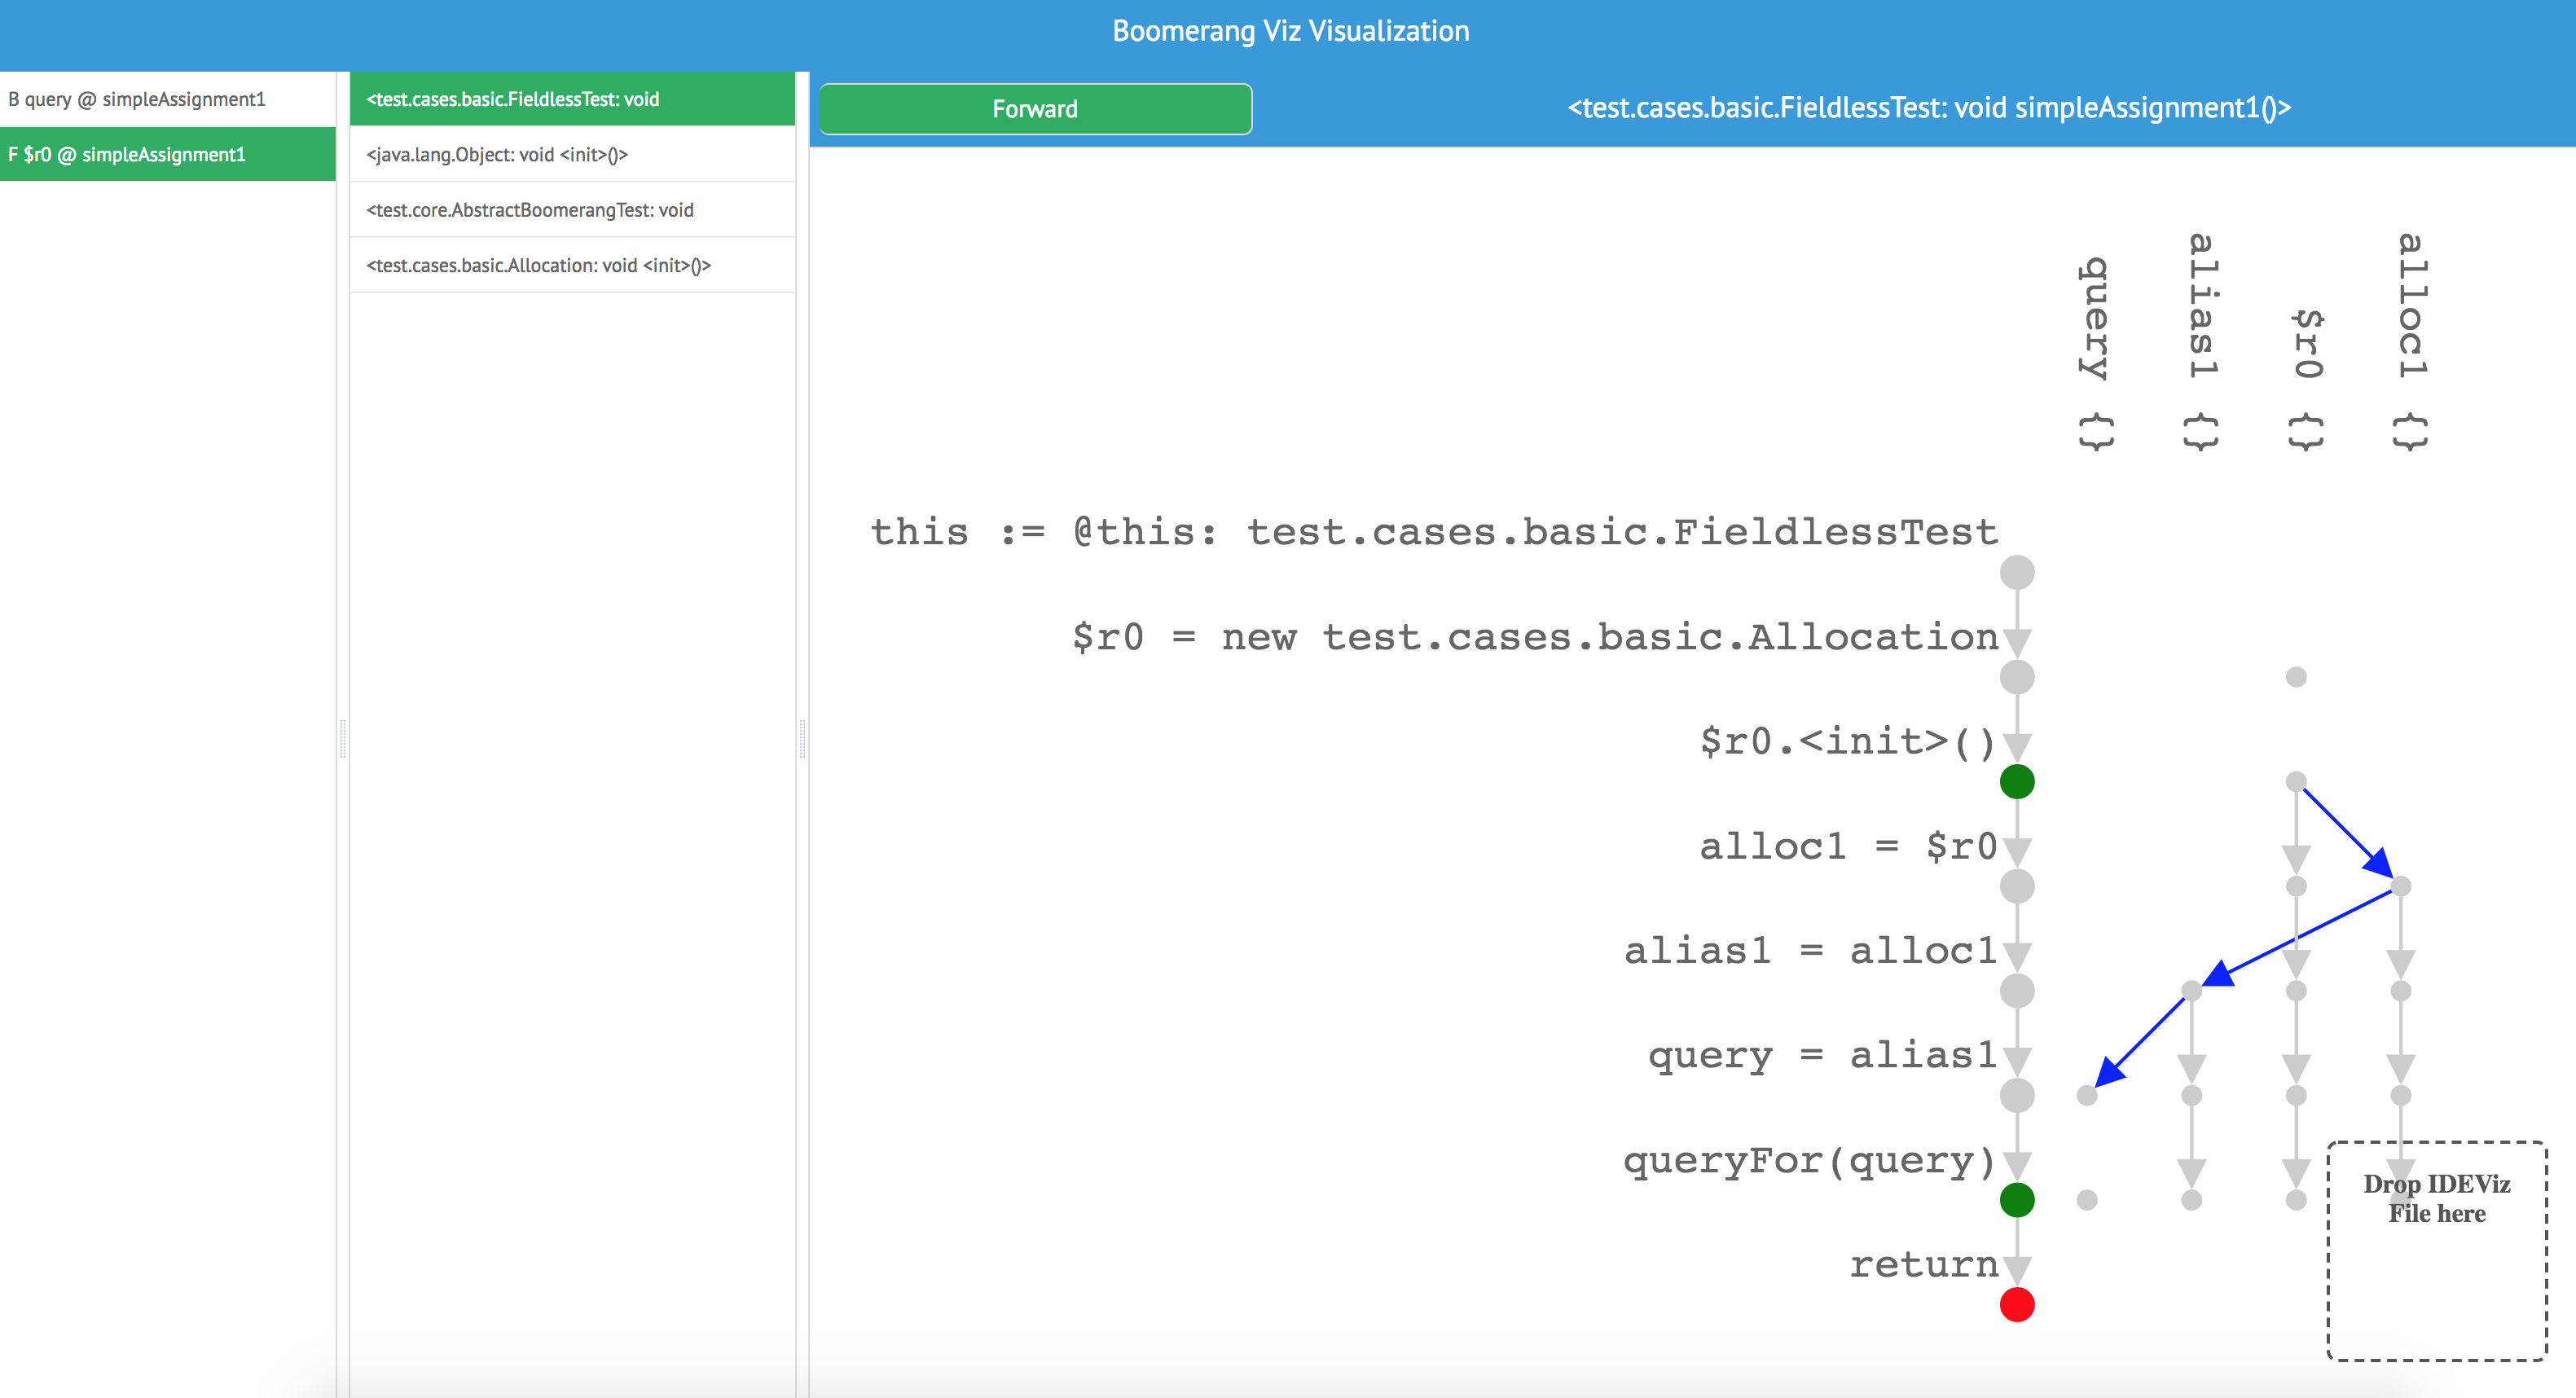 Boomerang Viz Visualization
B query @ simpleAssignment1
F $r0 @ simpleAssignment1
<test.cases.basic.FieldlessTest: void
<java.lang.Object: void <init>()>
<test.core.AbstractBoomerangTest: void
<test.cases.basic.Allocation: void <init>()>
Forward
<test.cases.basic.FieldlessTest: void simpleAssignment1()>
query {}
alias1 {}
$r0 {}
alloc1 {}
this := @this: test.cases.basic.FieldlessTest
$r0 = new test.cases.basic.Allocation
$r0.<init>()
alloc1 = $r0
alias1 = alloc1
query = alias1
queryFor(query)
return
Drop IDEViz
File here